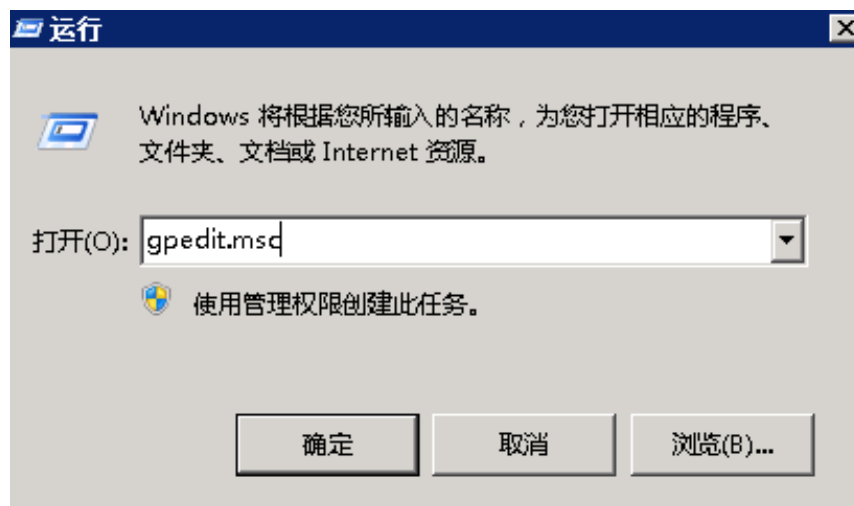 运行
Windows 将根据您所输入的名称，为您打开相应的程序、
文件夹、文档或 Internet 资源。
打开(O): gpedit.msc
使用管理权限创建此任务。
确定 取消 浏览(B)...